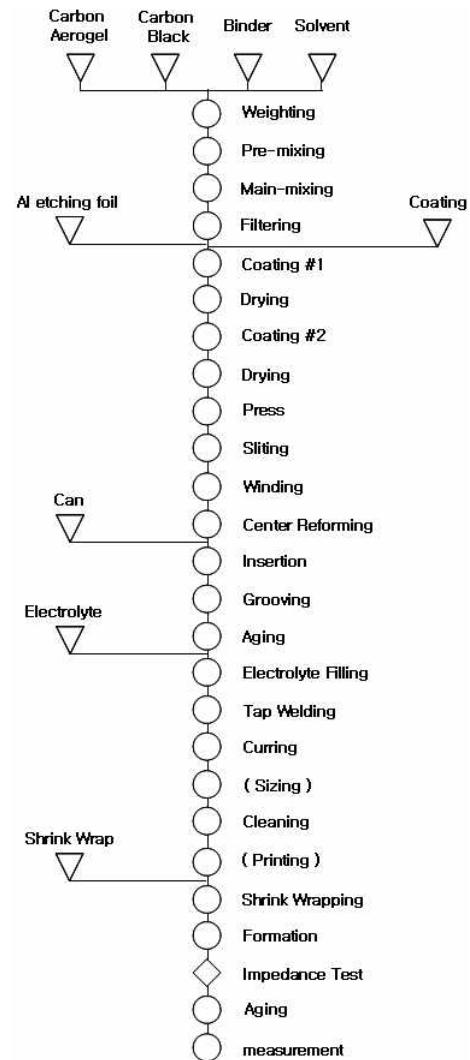 Carbon
Aerogel
Carbon
Black
Binder
Solvent
Weighting
Pre-mixing
Main-mixing
Al etching foil
Filtering
Coating
Coating #1
Drying
Coating #2
Drying
Press
Sliting
Winding
Can
Center Reforming
Insertion
Grooving
Electrolyte
Aging
Electrolyte Filling
Tap Welding
Curring
( Sizing )
Cleaning
Shrink Wrap
( Printing )
Shrink Wrapping
Formation
Impedance Test
Aging
measurement